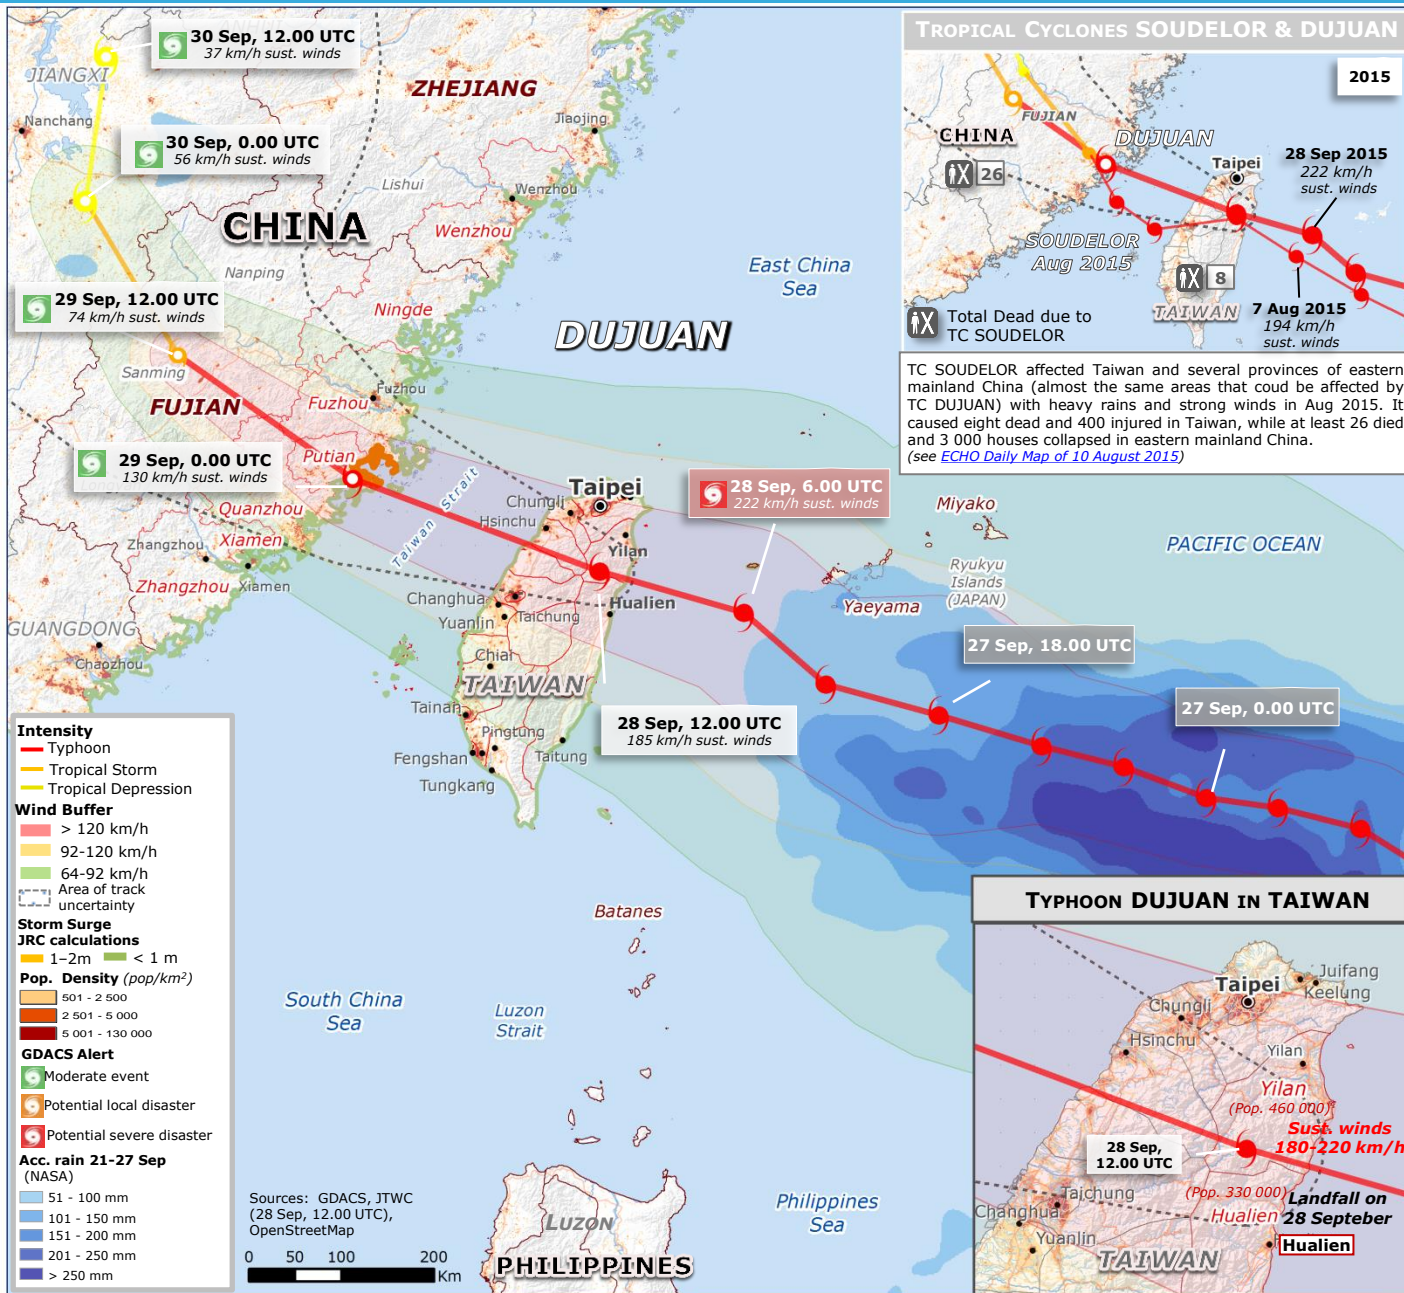 30 Sep, 12.00 UTC
37 km/h sust. winds
JIANGXI
ZHEJIANG
Nanchang
Jiaojing
30 Sep, 0.00 UTC
56 km/h sust. winds
Lishui
Wenzhou
CHINA
Wenzhou
Nanping
East China
Sea
29 Sep, 12.00 UTC
74 km/h sust. winds
Ningde
DUJUAN
Sanming
Fuzhou
FUJIAN
Fuzhou
Putian
29 Sep, 0.00 UTC
130 km/h sust. winds
Taiwan Strait
Taipei
Chungli
Hsinchu
28 Sep, 6.00 UTC
222 km/h sust. winds
Miyako
Quanzhou
Xiamen
Zhangzhou
Yilan
PACIFIC OCEAN
Ryukyu
Islands
(JAPAN)
Zhangzhou
Xiamen
Changhua
Taichung
Hualien
Yaeyama
Yuanlin
GUANGDONG
Chaozhou
Chiai
27 Sep, 18.00 UTC
TAIWAN
27 Sep, 0.00 UTC
Tainan
28 Sep, 12.00 UTC
185 km/h sust. winds
Pingtung
Fengshan
Taitung
Tungkang
Batanes
South China
Sea
Luzon
Strait
Philippines
Sea
LUZON
PHILIPPINES
TROPICAL CYCLONES SOUDELOR & DUJUAN
2015
FUJIAN
CHINA
DUJUAN
26
Taipei
28 Sep 2015
222 km/h
sust. winds
SOUDELOR
Aug 2015
8
TAIWAN
7 Aug 2015
194 km/h
sust. winds
Total Dead due to
TC SOUDELOR
TC SOUDELOR affected Taiwan and several provinces of eastern
mainland China (almost the same areas that coud be affected by
TC DUJUAN) with heavy rains and strong winds in Aug 2015. It
caused eight dead and 400 injured in Taiwan, while at least 26 died
and 3 000 houses collapsed in eastern mainland China.
(see ECHO Daily Map of 10 August 2015)
Intensity
Typhoon
Tropical Storm
Tropical Depression
Wind Buffer
> 120 km/h
92-120 km/h
64-92 km/h
Area of track
uncertainty
Storm Surge
JRC calculations
1–2m < 1 m
Pop. Density (pop/km²)
501 - 2 500
2 501 - 5 000
5 001 - 130 000
GDACS Alert
Moderate event
Potential local disaster
Potential severe disaster
Acc. rain 21-27 Sep
(NASA)
51 - 100 mm
101 - 150 mm
151 - 200 mm
201 - 250 mm
> 250 mm
Sources: GDACS, JTWC
(28 Sep, 12.00 UTC),
OpenStreetMap
0 50 100 200
Km
TYPHOON DUJUAN IN TAIWAN
Taipei
Juifang
Keelung
Chungli
Hsinchu
Yilan
Yilan
(Pop. 460 000)
Sust. winds
180-220 km/h
28 Sep,
12.00 UTC
Taichung
(Pop. 330 000)
Landfall on
28 Septeber
Changhua
Hualien
Yuanlin
Hualien
TAIWAN